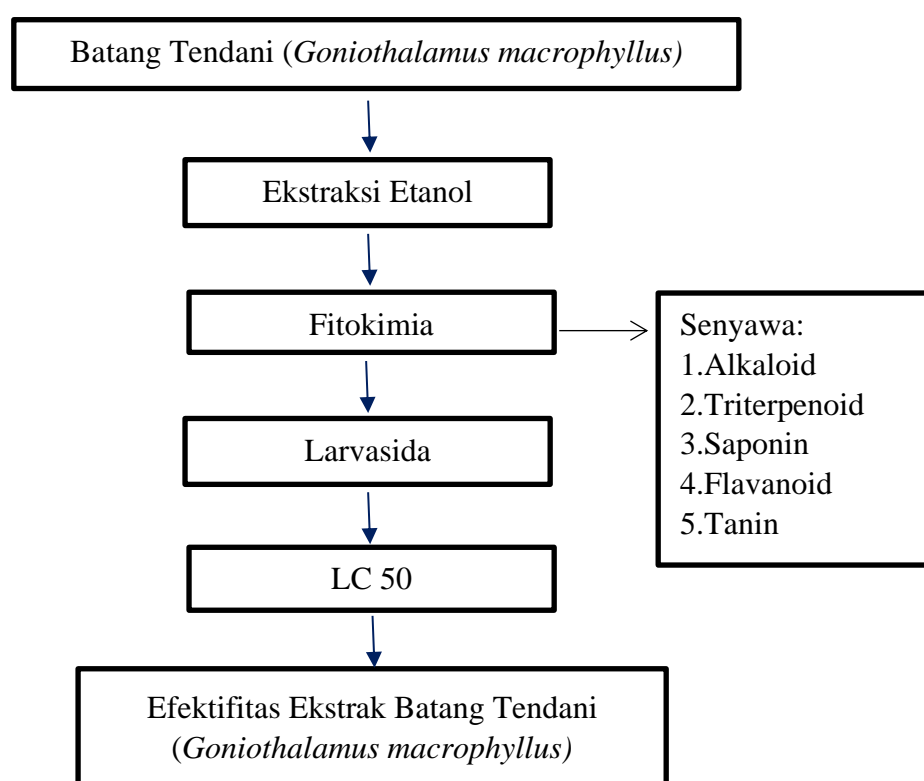 Batang Tendani (Goniothalamus macrophyllus)
Ekstraksi Etanol
Fitokimia
Senyawa:
1.Alkaloid
2.Triterpenoid
3.Saponin
4.Flavanoid
5.Tanin
Larvasida
LC 50
Efektifitas Ekstrak Batang Tendani
(Goniothalamus macrophyllus)